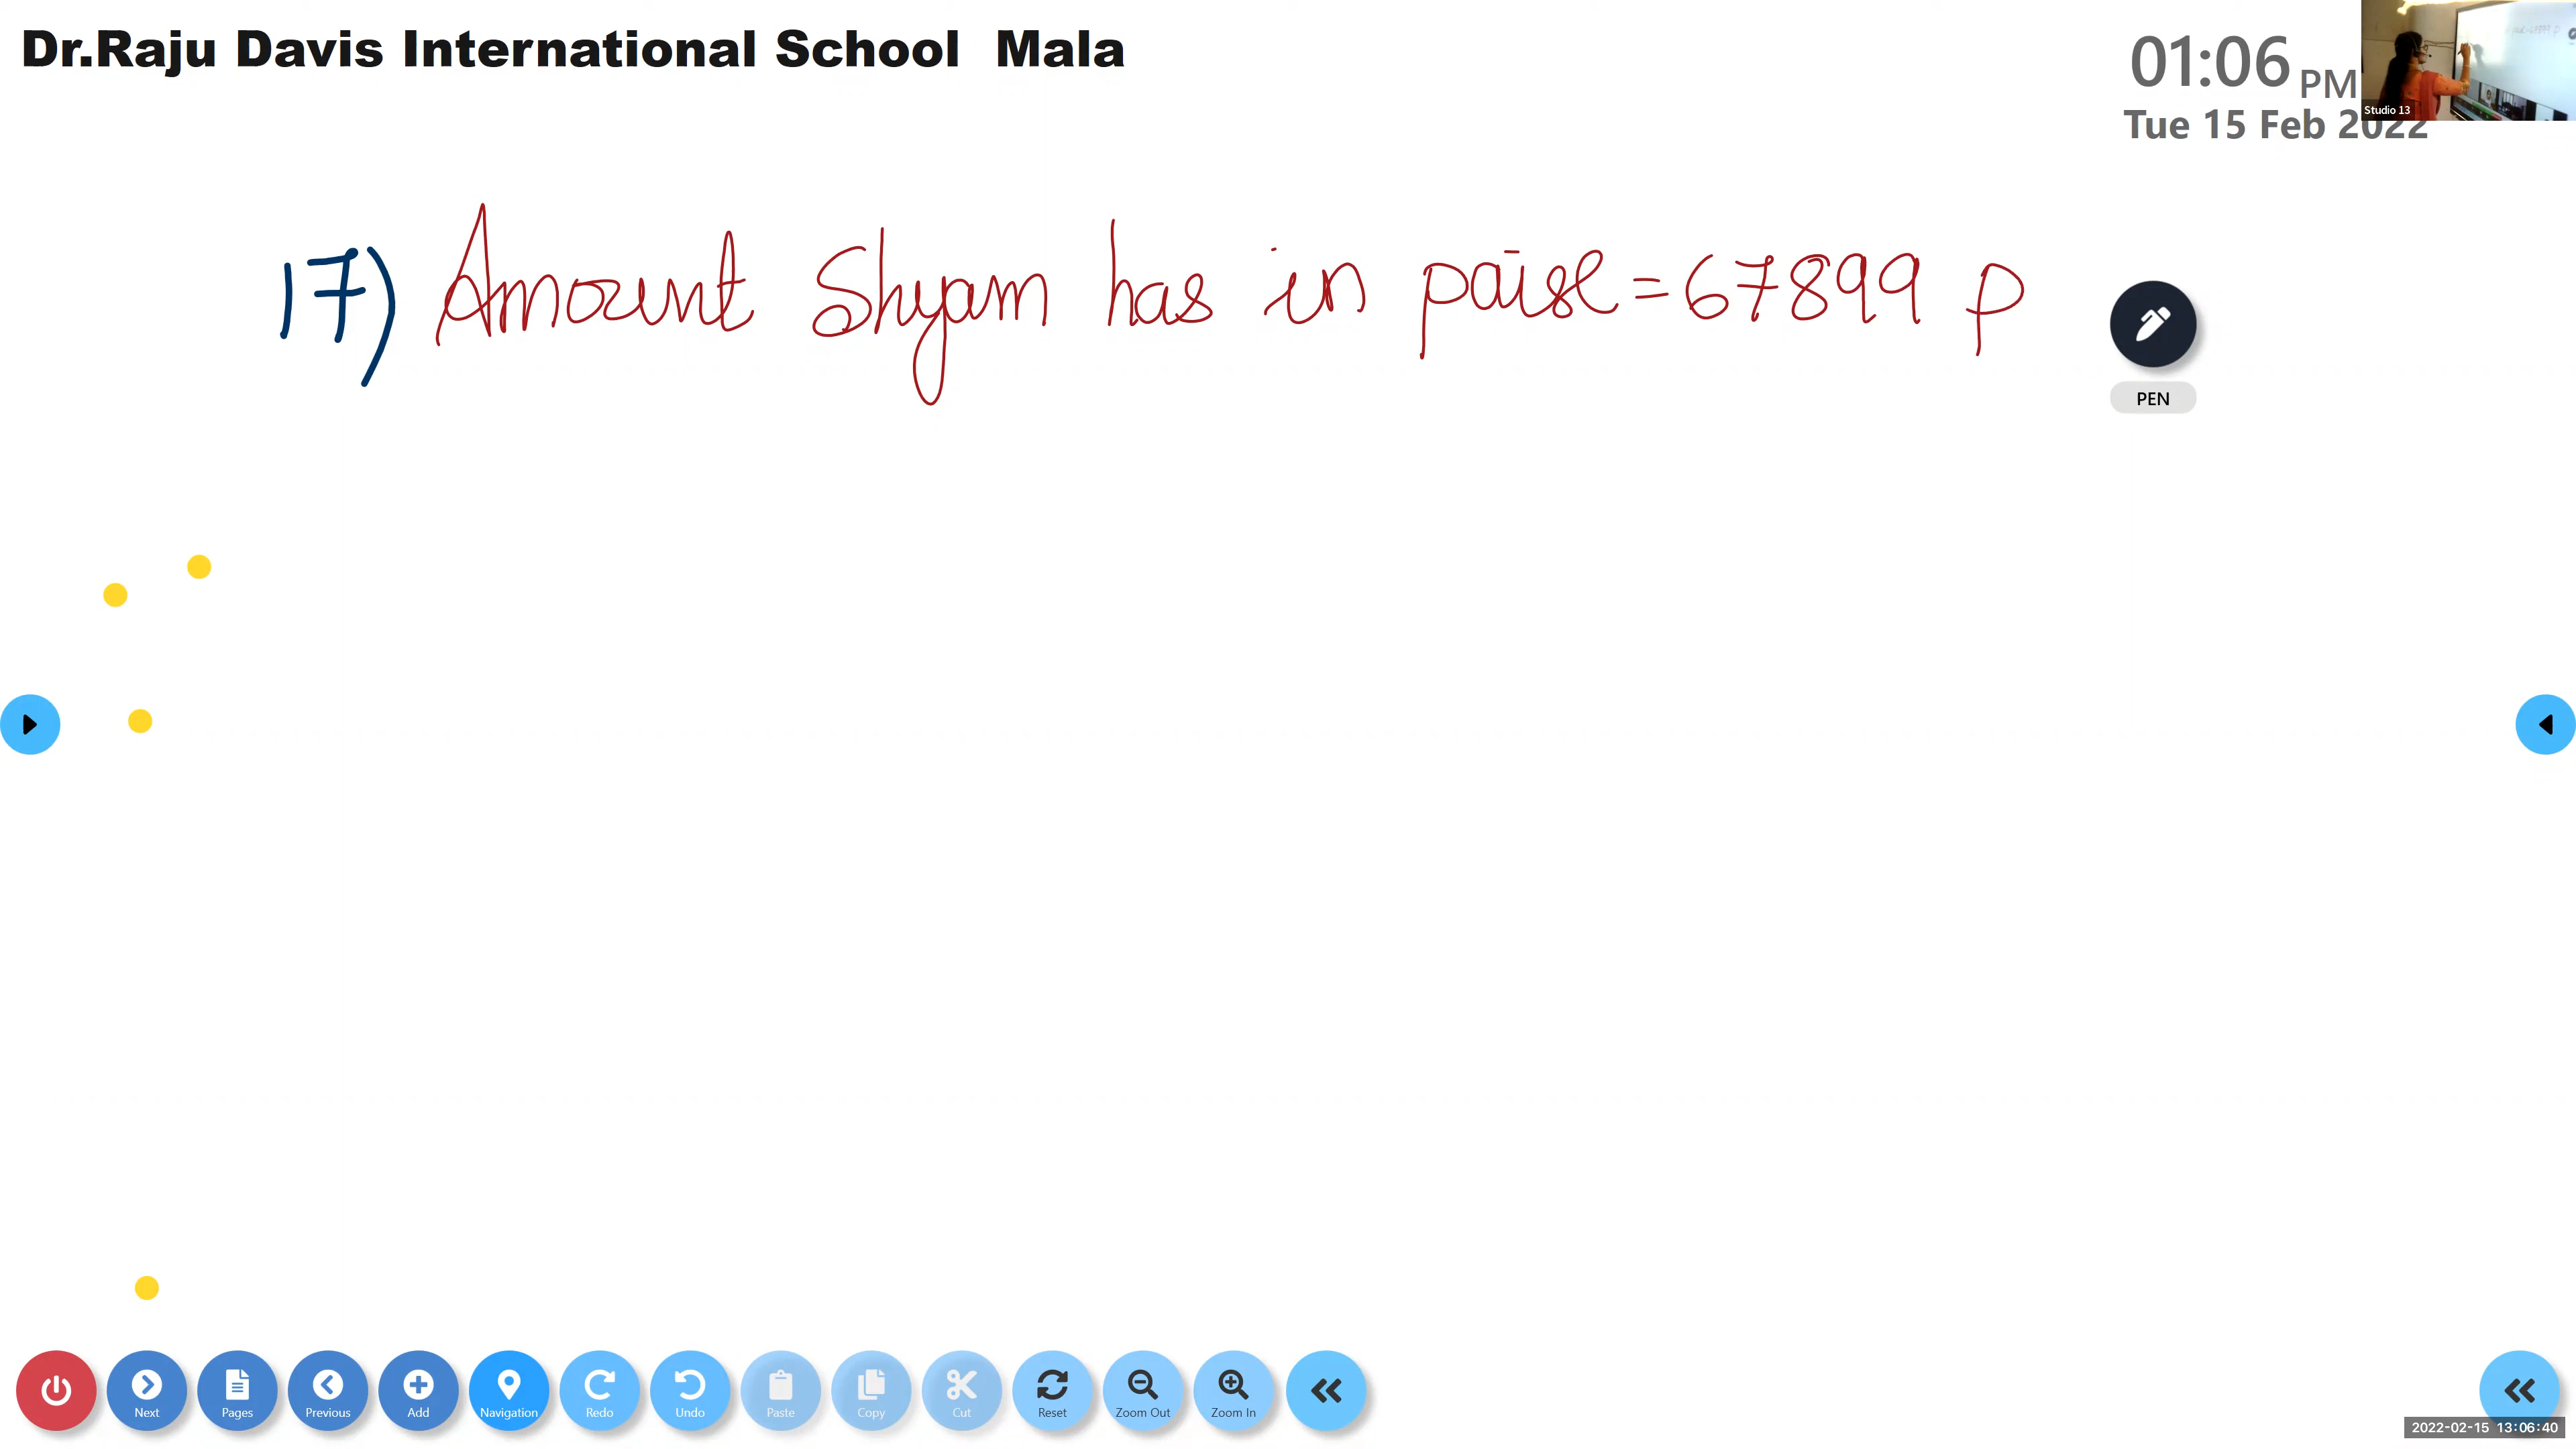 Dr.Raju Davis International School Mala
01:06 PM
Tue 15 Feb 2022
Studio 13
17) Amount Shyam has in paise = 67899 p
PEN
Next
Pages
Previous
Add
Navigation
Redo
Undo
Paste
Copy
Cut
Reset
Zoom Out
Zoom In
2022-02-15 13:06:40